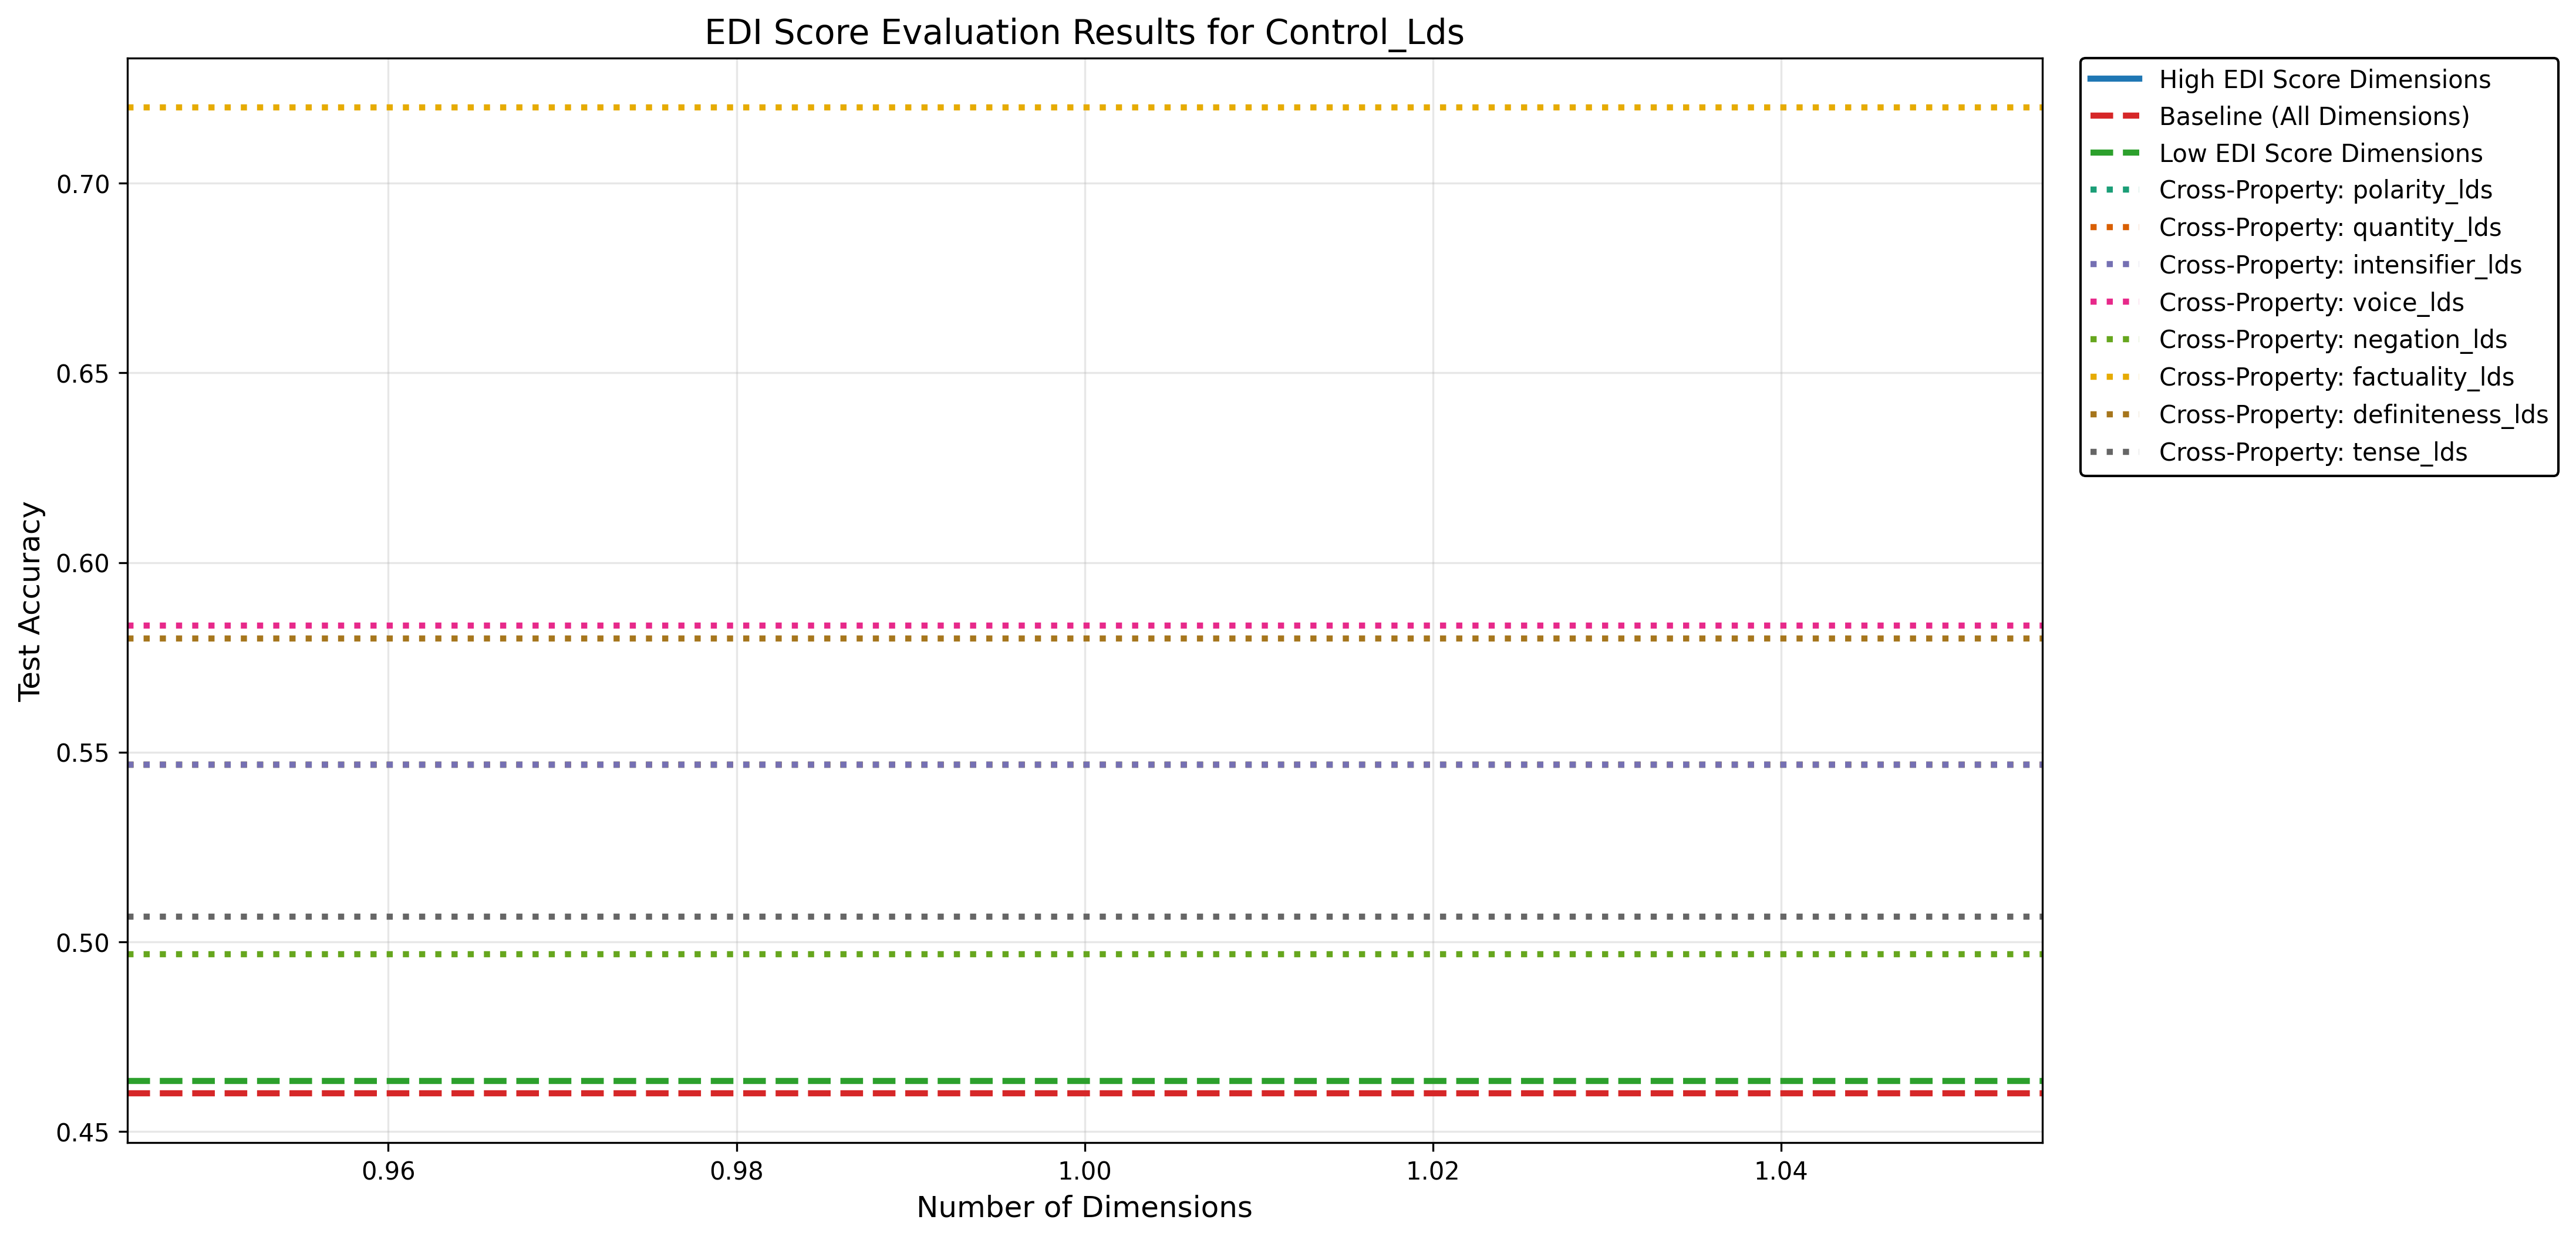 EDI Score Evaluation Results for Control_Lds
Test Accuracy
0.70
0.65
0.60
0.55
0.50
0.45
0.96
0.98
1.00
1.02
1.04
Number of Dimensions
High EDI Score Dimensions
Baseline (All Dimensions)
Low EDI Score Dimensions
Cross-Property: polarity_lds
Cross-Property: quantity_lds
Cross-Property: intensifier_lds
Cross-Property: voice_lds
Cross-Property: negation_lds
Cross-Property: factuality_lds
Cross-Property: definiteness_lds
Cross-Property: tense_lds